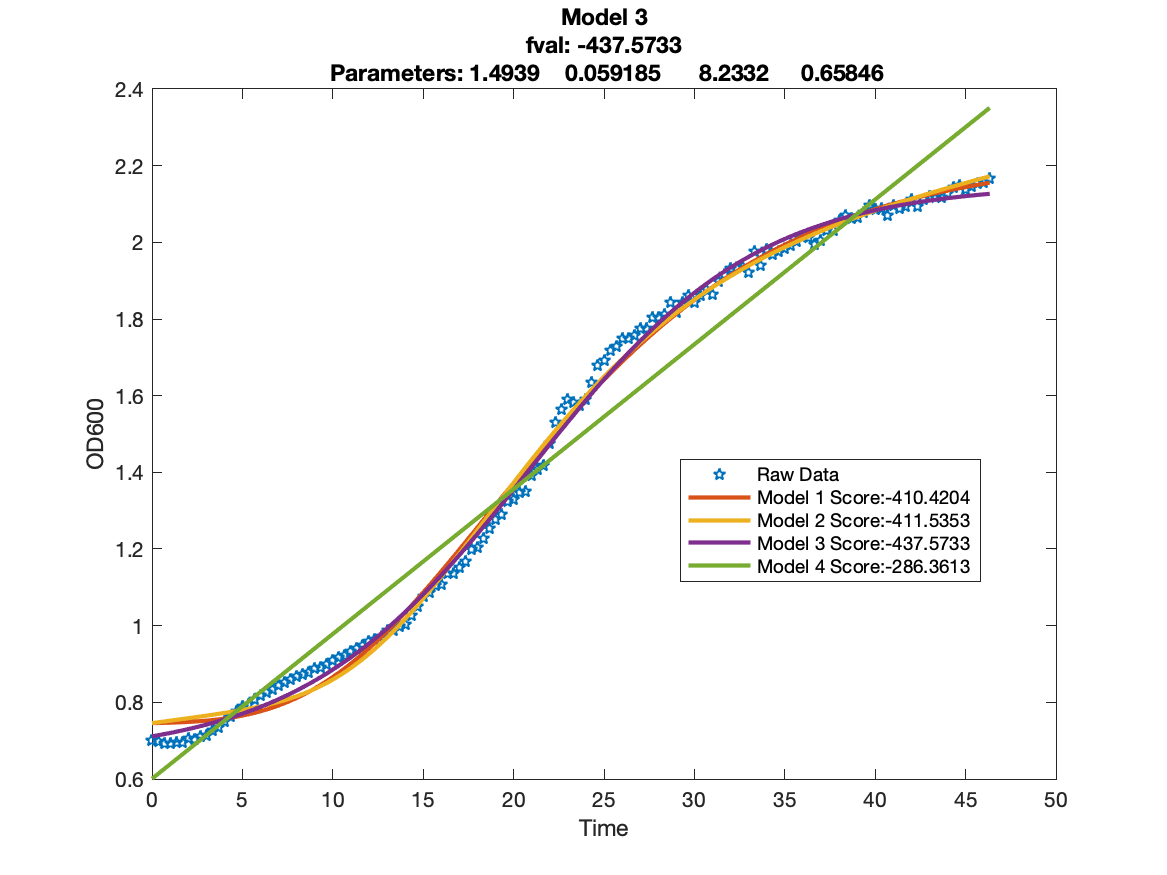 Model 3
fval: -437.5733
Parameters: 1.4939 0.059185 8.2332 0.65846
2.4
2.2
2
1.8
1.6
1.4
1.2
1
0.8
0.6
OD600
Raw Data
Model 1 Score:-410.4204
Model 2 Score:-411.5353
Model 3 Score:-437.5733
Model 4 Score:-286.3613
0 5 10 15 20 25 30 35 40 45 50
Time